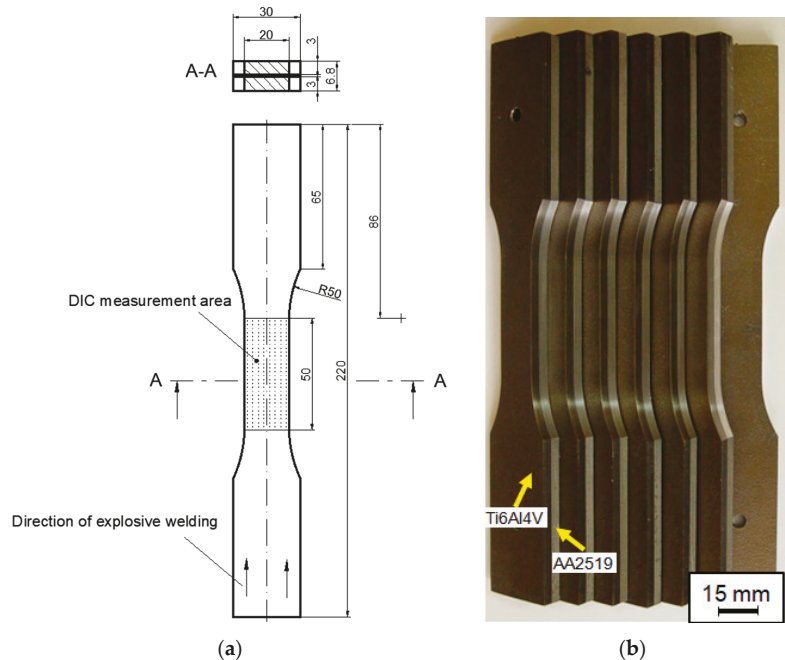 30
20
3
A-A
6.8
3
65
86
R50
DIC measurement area
50
220
A
A
Direction of explosive welding
Ti6Al4V
AA2519
15 mm
(a)
(b)